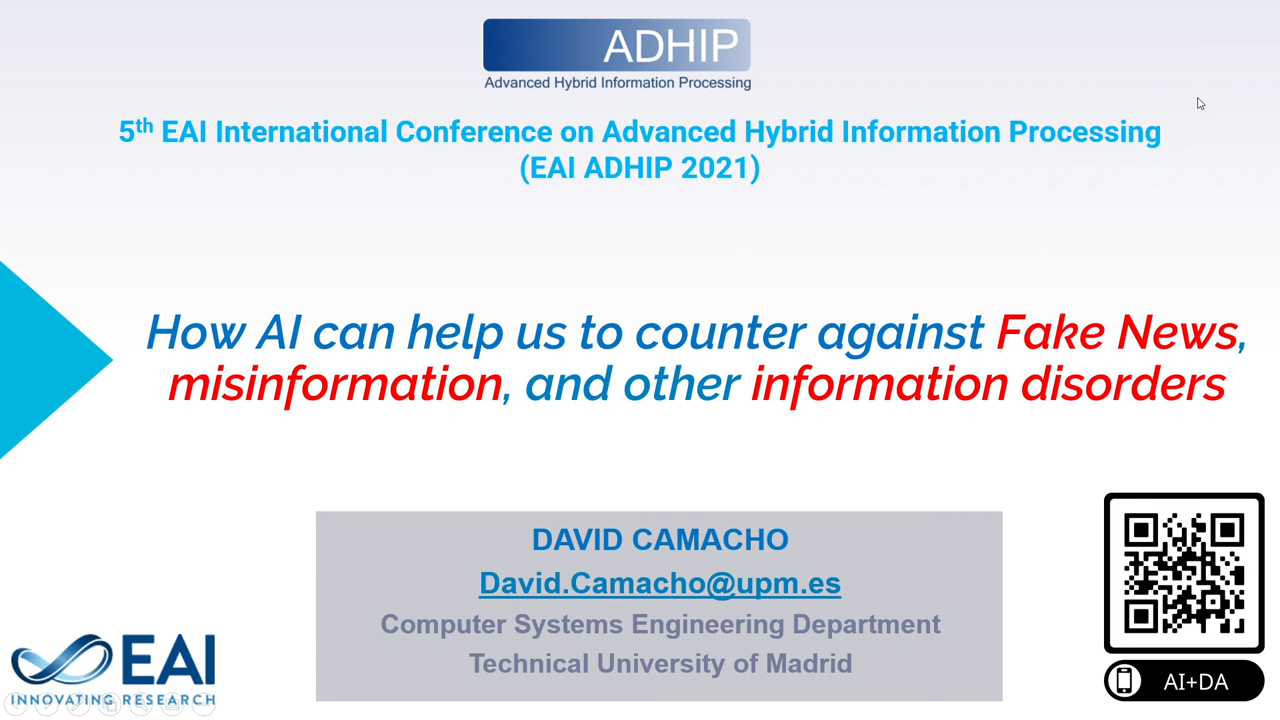 ADHIP
Advanced Hybrid Information Processing
5th EAI International Conference on Advanced Hybrid Information Processing
(EAI ADHIP 2021)
How AI can help us to counter against Fake News,
misinformation, and other information disorders
DAVID CAMACHO
David.Camacho@upm.es
Computer Systems Engineering Department
Technical University of Madrid
EAI
INNOVATING RESEARCH
AI+DA